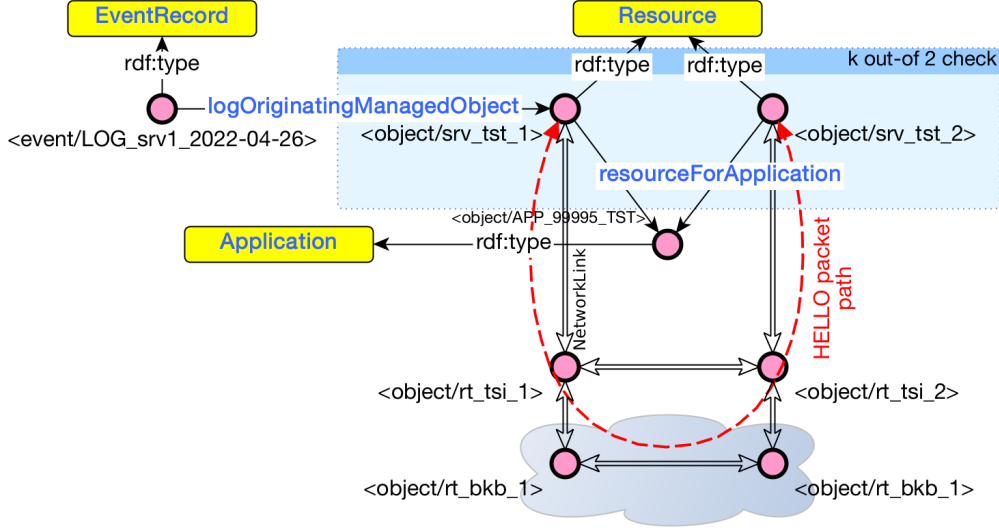 EventRecord
Resource
k out-of 2 check
rdf:type
rdf:type
rdf:type
logOriginatingManagedObject
<event/LOG_srv1_2022-04-26>
<object/srv_tst_1>
<object/srv_tst_2>
resourceForApplication
<object/APP_99995_TST>
Application
rdf:type
NetworkLink
HELLO packet
path
<object/rt_tsi_1>
<object/rt_tsi_2>
<object/rt_bkb_1>
<object/rt_bkb_1>